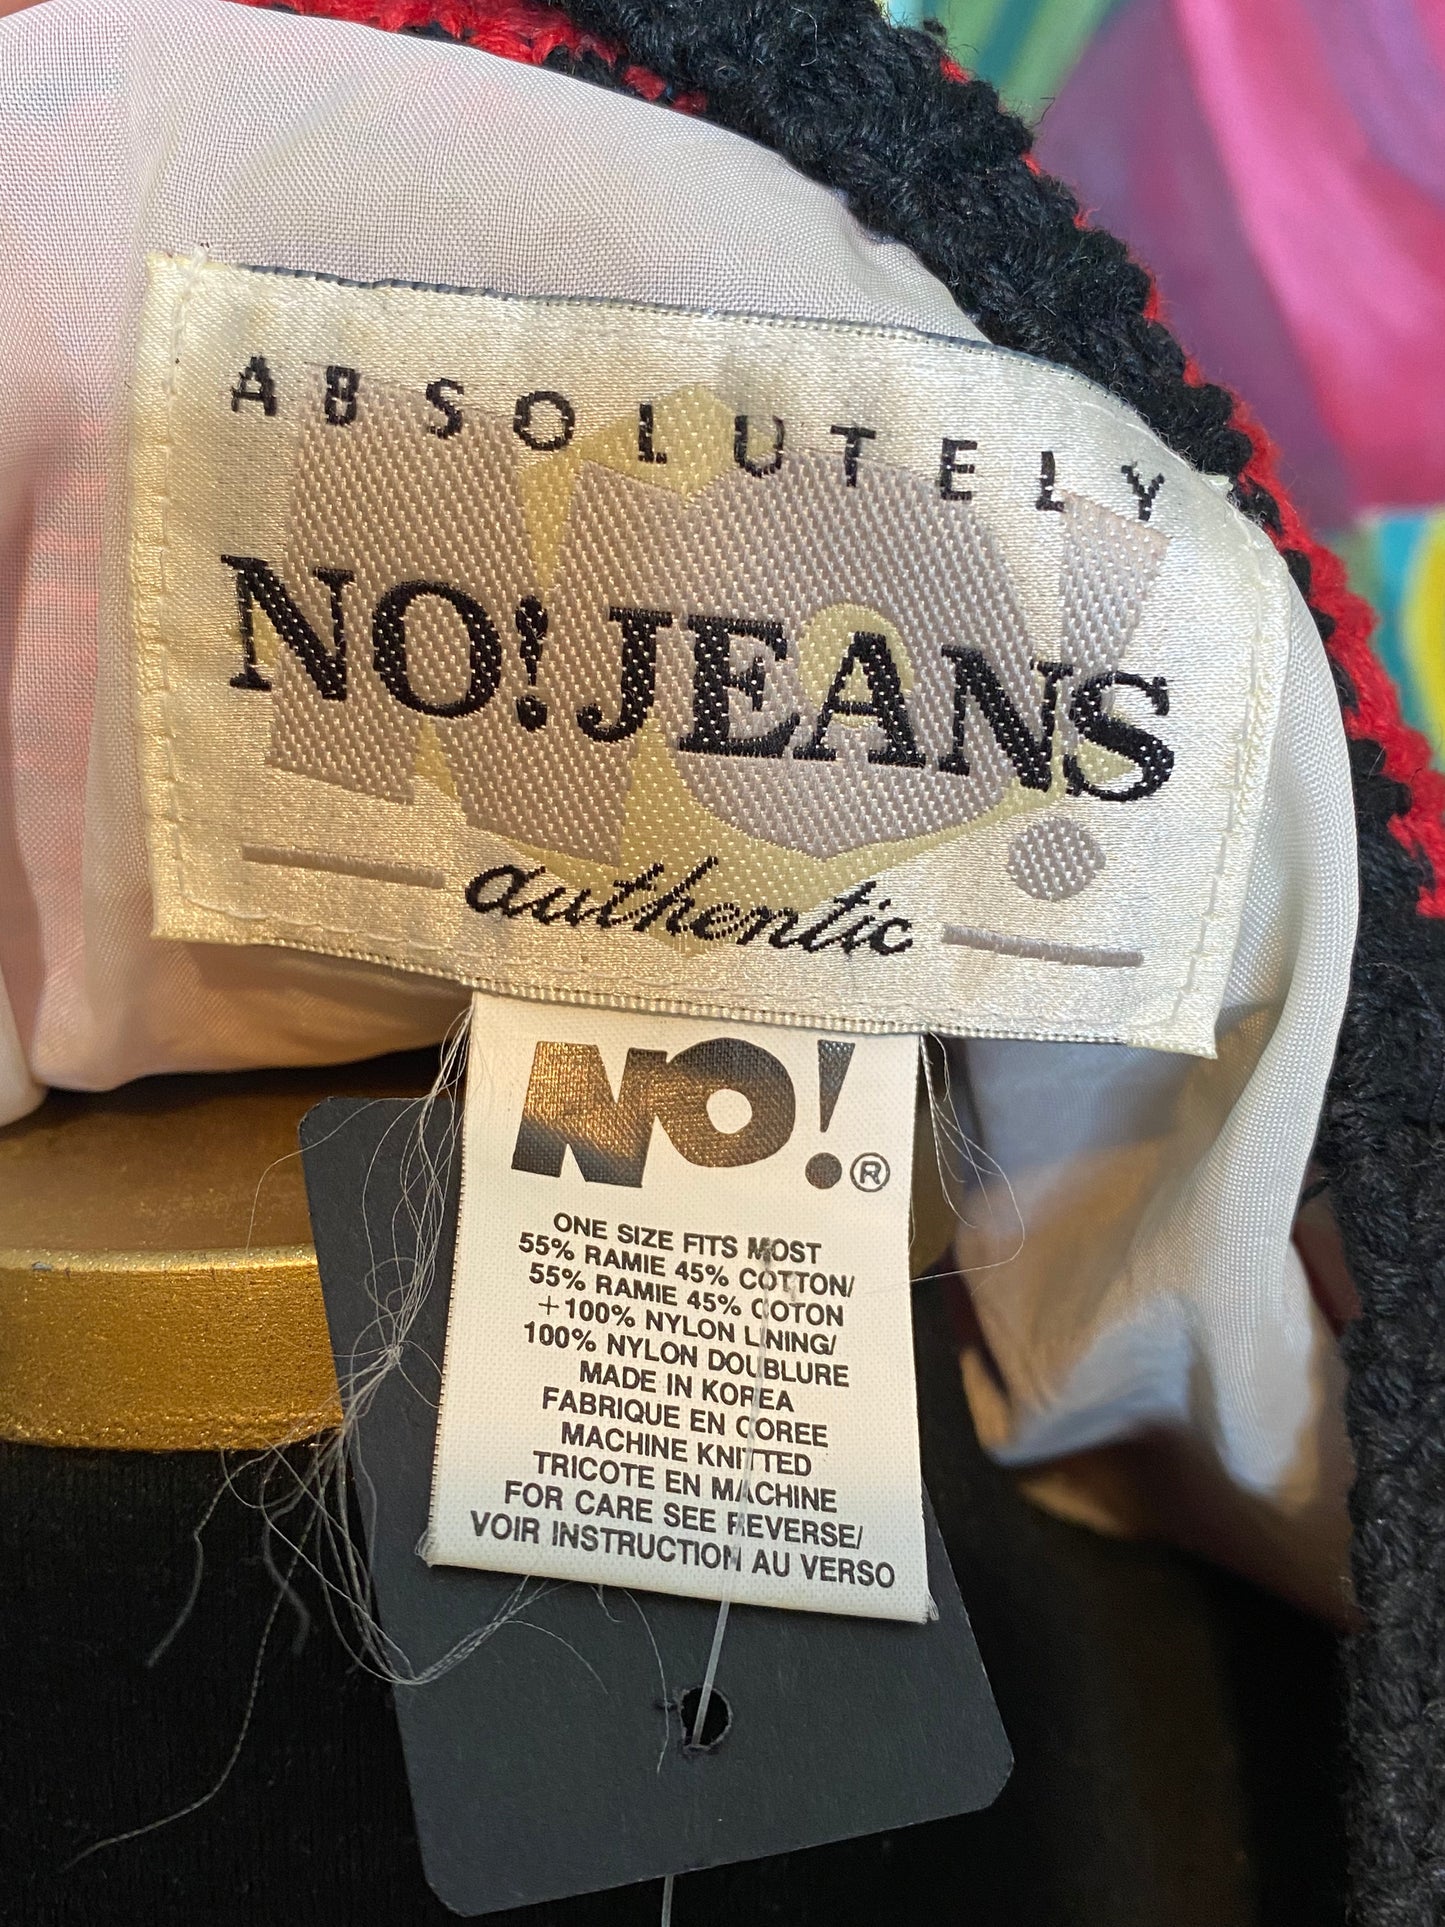 ABSOLUTELY
NO! JEANS
authentic
NO!®
ONE SIZE FITS MOST
55% RAMIE 45% COTTON/
55% RAMIE 45% COTON
+100% NYLON LINING/
100% NYLON DOUBLURE
MADE IN KOREA
FABRIQUE EN COREE
MACHINE KNITTED
TRICOTE EN MACHINE
FOR CARE SEE REVERSE/
VOIR INSTRUCTION AU VERSO